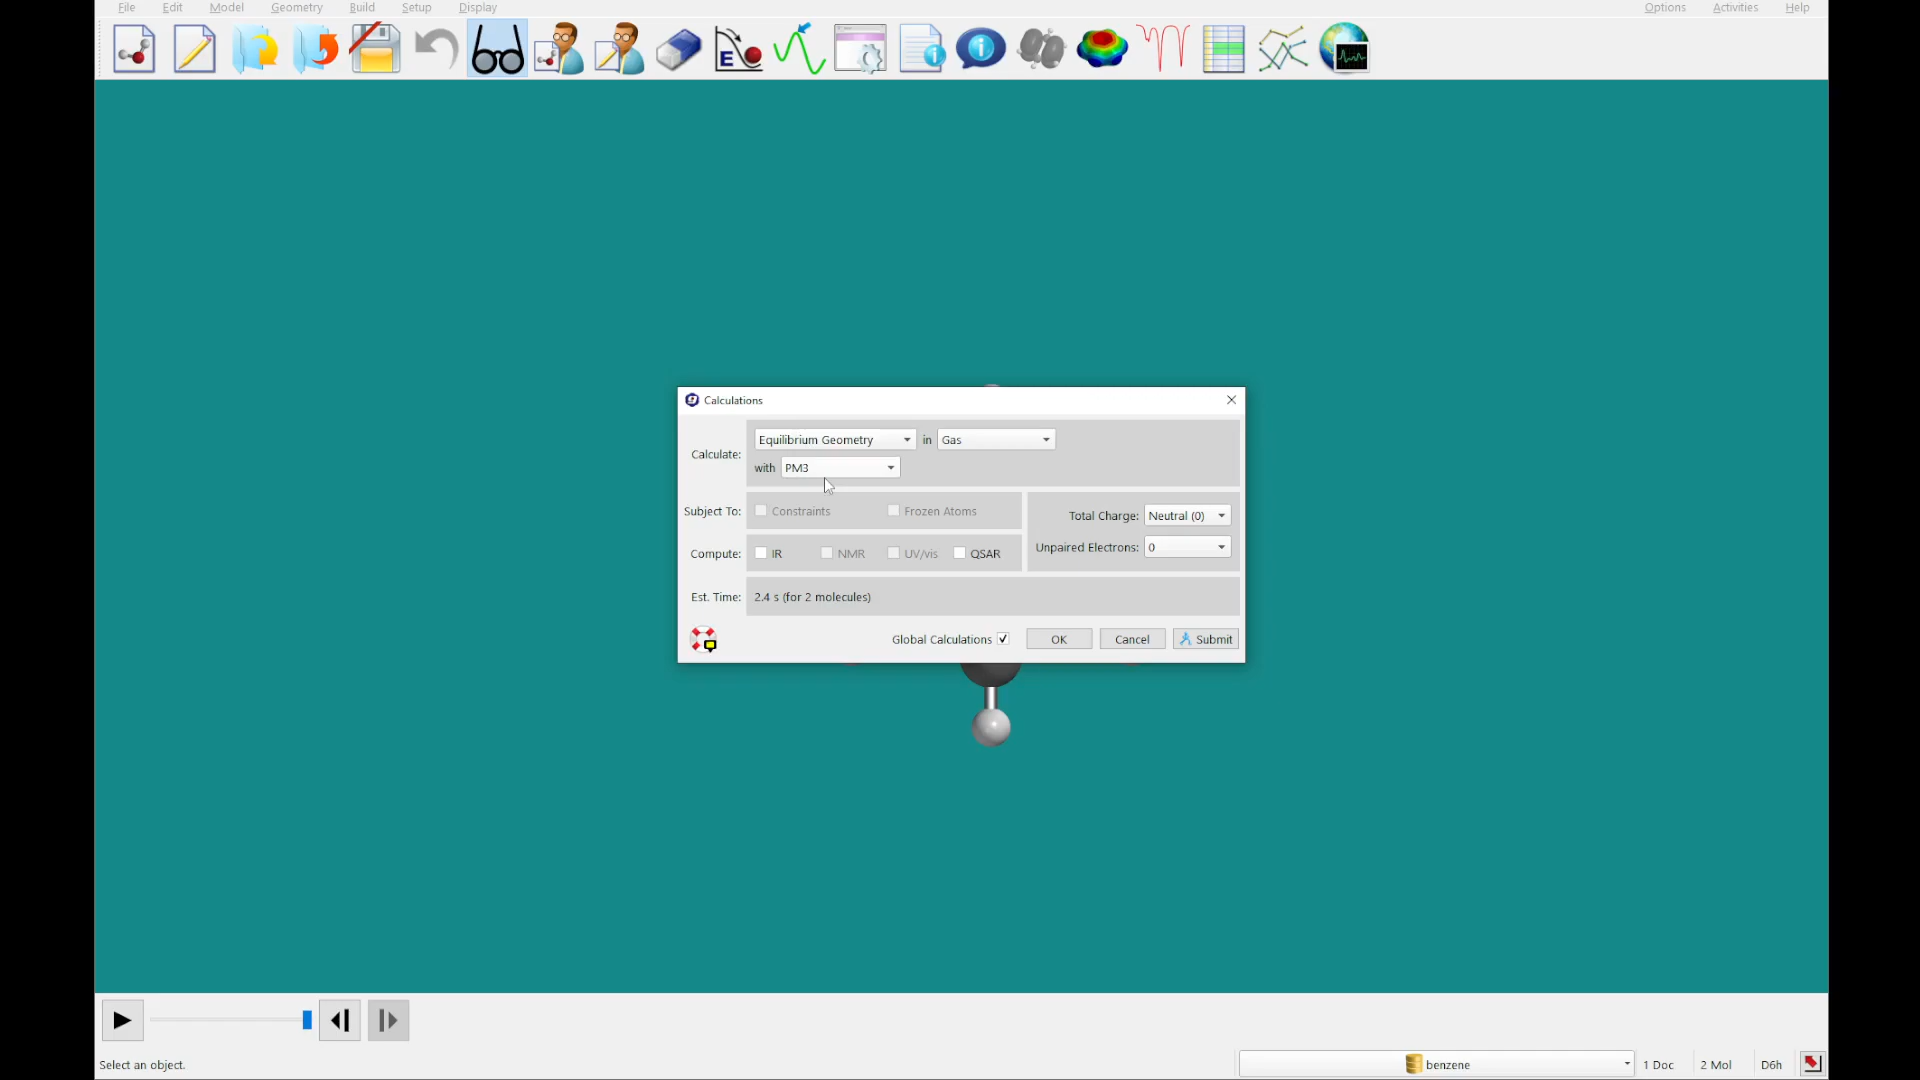 File Edit Model Geometry Build Setup Display Options Activities Help
Calculations
Calculate: Equilibrium Geometry in Gas
with PM3
Subject To: Constraints Frozen Atoms Total Charge: Neutral (0)
Unpaired Electrons: 0
Compute: IR NMR UV/vis QSAR
Est. Time: 2.4 s (for 2 molecules)
Global Calculations OK Cancel Submit
Select an object. benzene 1 Doc 2 Mol D6h